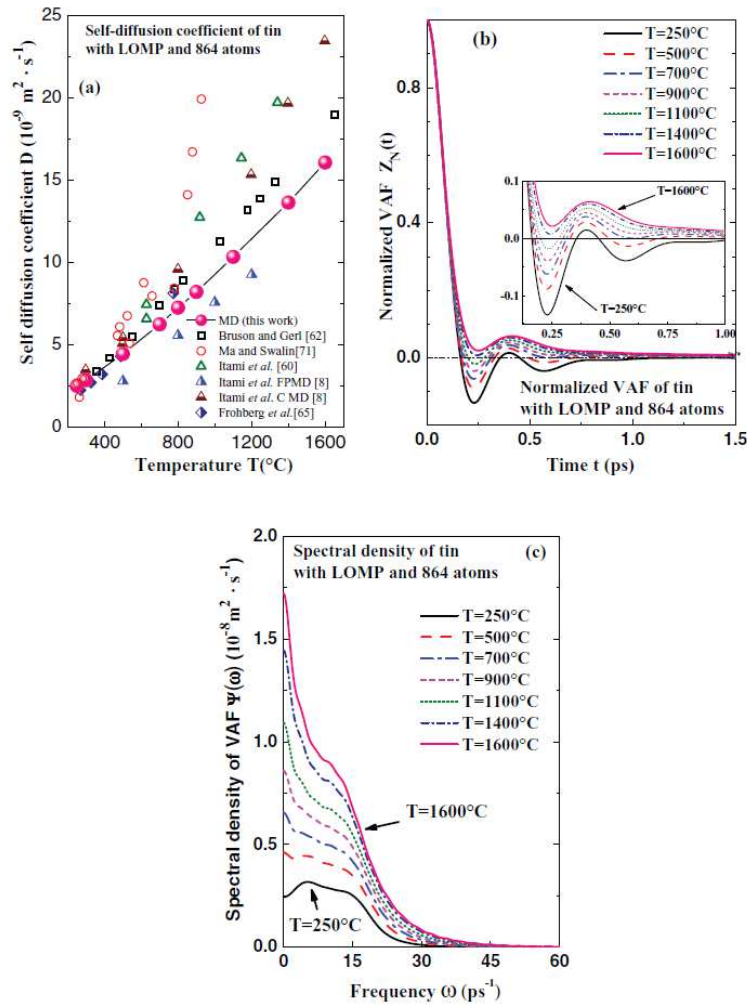 Self-diffusion coefficient of tin
with LOMP and 864 atoms
(a)
Self diffusion coefficient D (10⁻⁹ m² · s⁻¹)
25
20
15
10
5
0
MD (this work)
Bruson and Gerl [62]
Ma and Swalin[71]
Itami et al. [60]
Itami et al. FPMD [8]
Itami et al. C MD [8]
Frohberg et al.[65]
400 800 1200 1600
Temperature T(°C)
(b)
Normalized VAF Z_N(t)
0.8
0.4
0.0
T=250°C
T=500°C
T=700°C
T=900°C
T=1100°C
T=1400°C
T=1600°C
0.1
0.0
-0.1
T=1600°C
T=250°C
0.25 0.50 0.75 1.00
Normalized VAF of tin
with LOMP and 864 atoms
0.0 0.5 1.0 1.5
Time t (ps)
Spectral density of tin
with LOMP and 864 atoms
(c)
Spectral density of VAF Ψ(ω) (10⁻⁸ m² · s⁻¹)
2.0
1.5
1.0
0.5
0.0
T=250°C
T=500°C
T=700°C
T=900°C
T=1100°C
T=1400°C
T=1600°C
T=1600°C
T=250°C
0 15 30 45 60
Frequency ω (ps⁻¹)